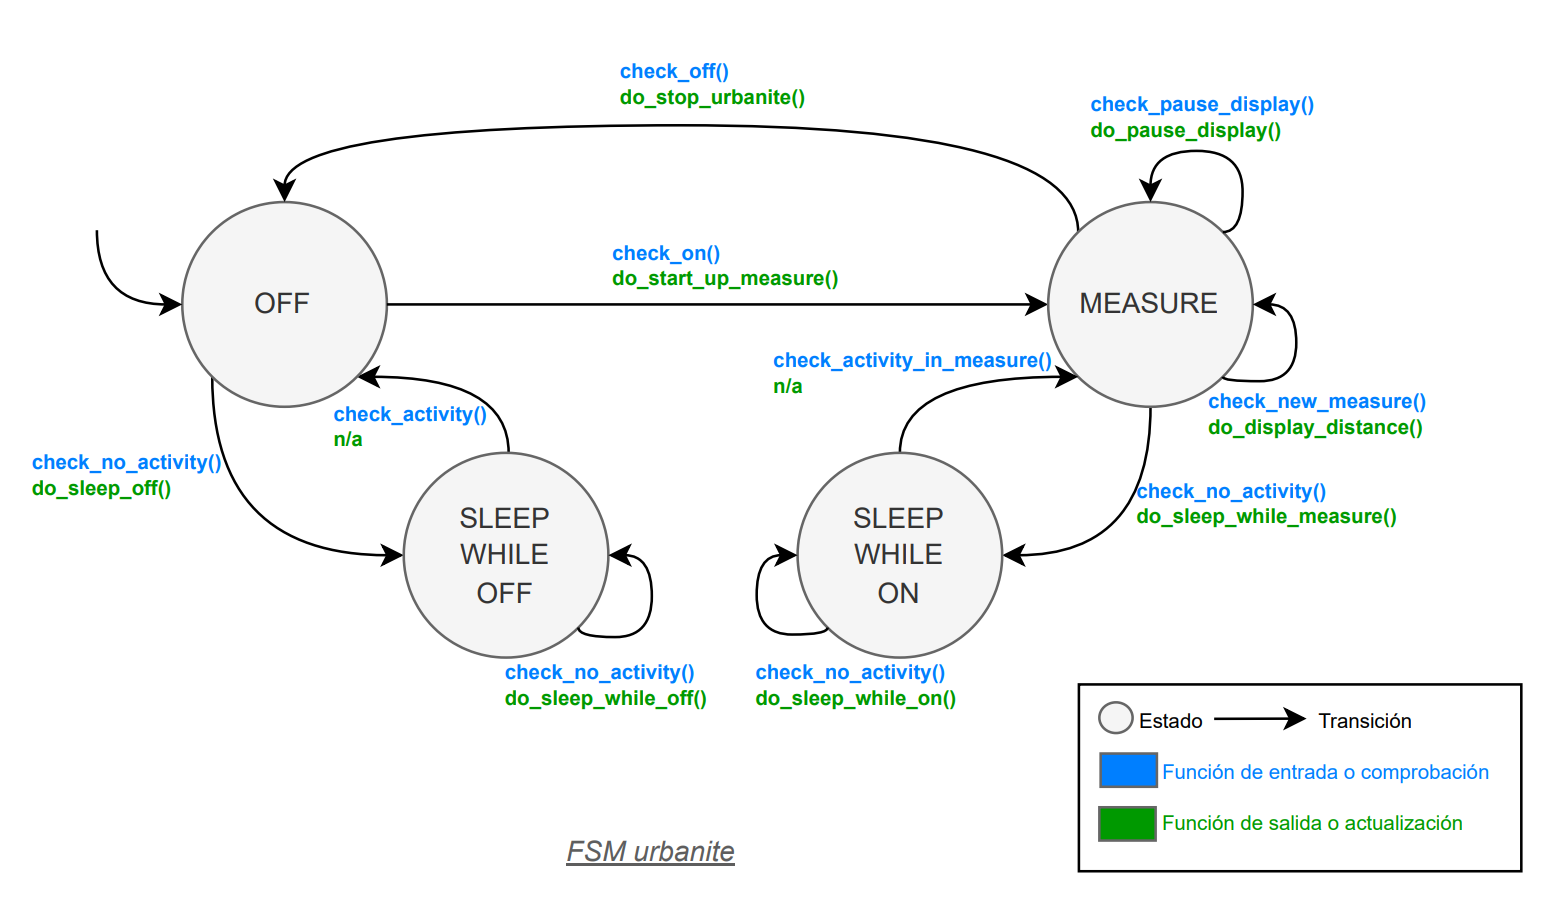 check_off()
do_stop_urbanite()
check_pause_display()
do_pause_display()
check_on()
do_start_up_measure()
OFF
MEASURE
check_activity_in_measure()
n/a
check_activity()
n/a
check_new_measure()
do_display_distance()
check_no_activity()
do_sleep_off()
check_no_activity()
do_sleep_while_measure()
SLEEP
WHILE
OFF
SLEEP
WHILE
ON
check_no_activity()
do_sleep_while_off()
check_no_activity()
do_sleep_while_on()
Estado
Transición
Función de entrada o comprobación
Función de salida o actualización
FSM urbanite